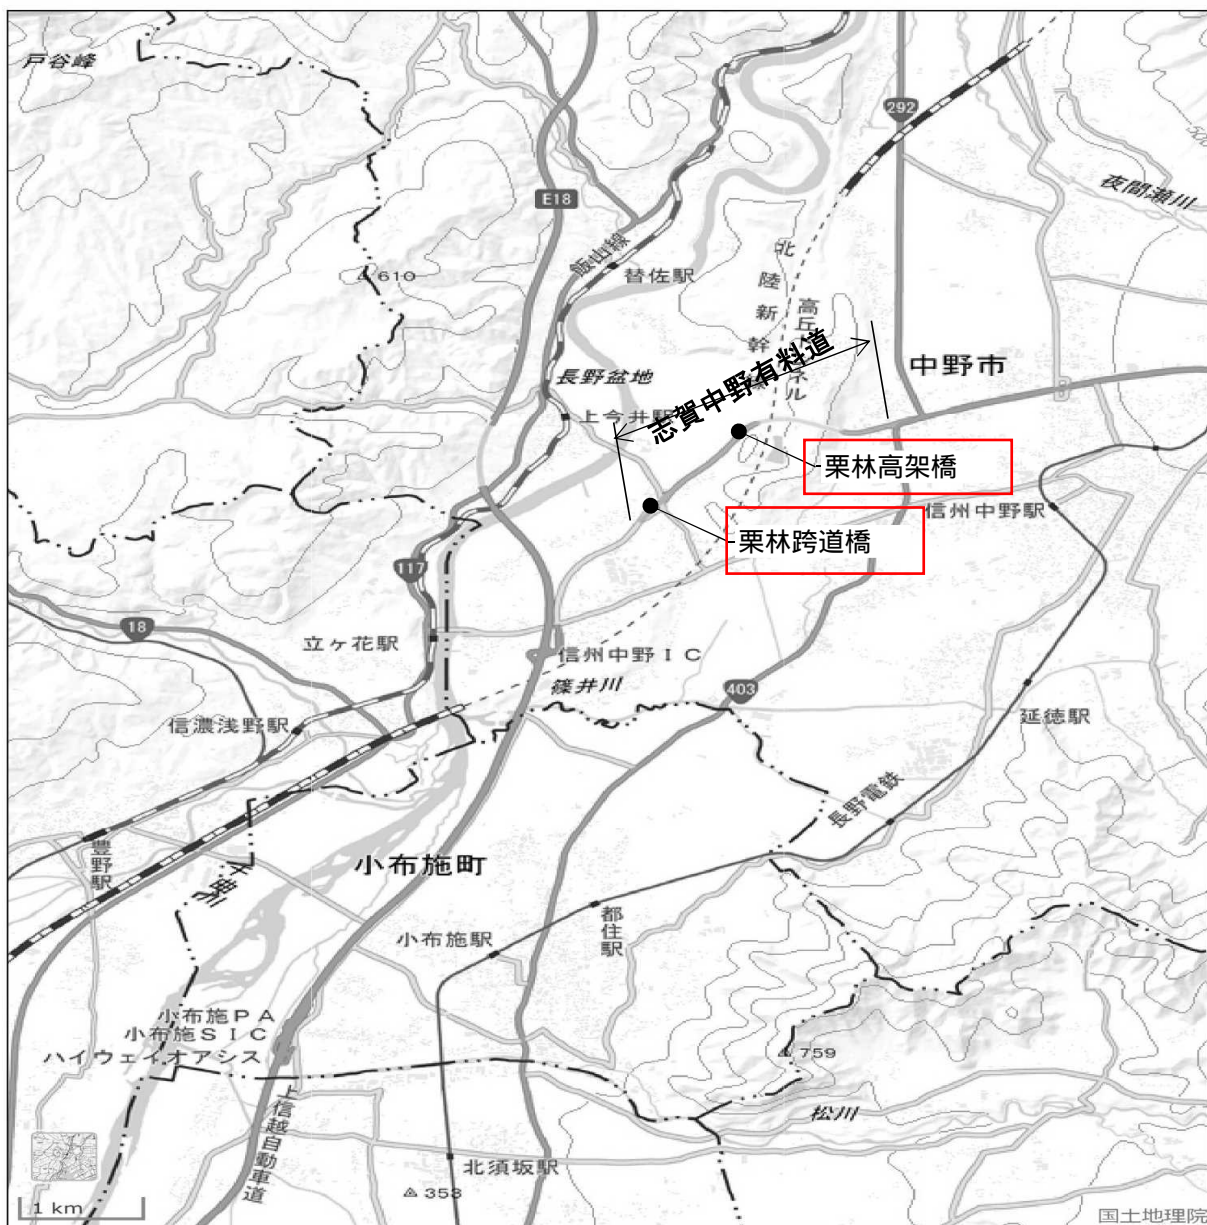 戸谷峰
292
500
夜間瀬川
E18
飯山線
北陸新幹線
替佐駅
610
高丘トンネル
志賀中野有料道
長野盆地
中野市
上今井駅
栗林高架橋
信州中野駅
栗林跨道橋
117
18
立ヶ花駅
信州中野IC
篠井川
403
信濃浅野駅
延徳駅
長野電鉄
豊野駅
小布施町
千曲川
都住駅
小布施駅
小布施PA
小布施SIC
ハイウェイオアシス
759
上信越自動車道
松川
北須坂駅
353
1 km
国土地理院